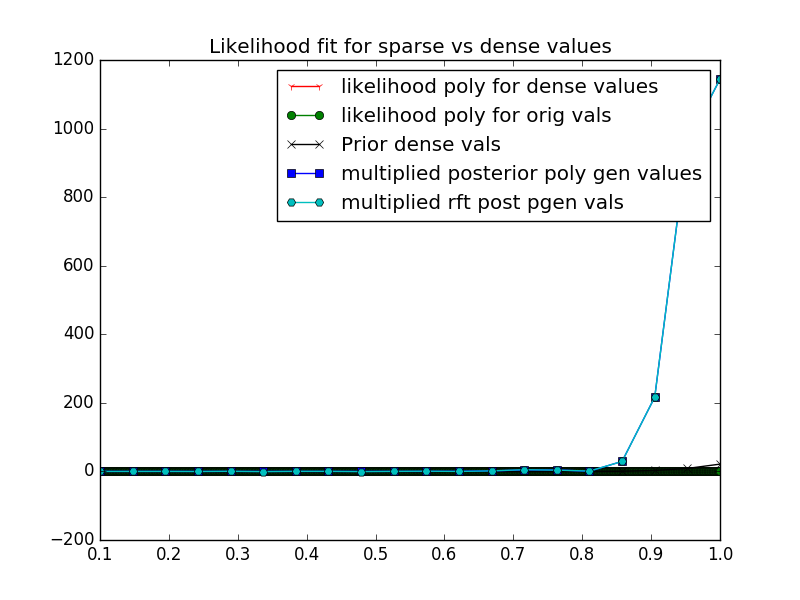 Likelihood fit for sparse vs dense values
1200
1000
800
600
400
200
0
−200
likelihood poly for dense values
likelihood poly for orig vals
Prior dense vals
multiplied posterior poly gen values
multiplied rft post pgen vals
0.1 0.2 0.3 0.4 0.5 0.6 0.7 0.8 0.9 1.0